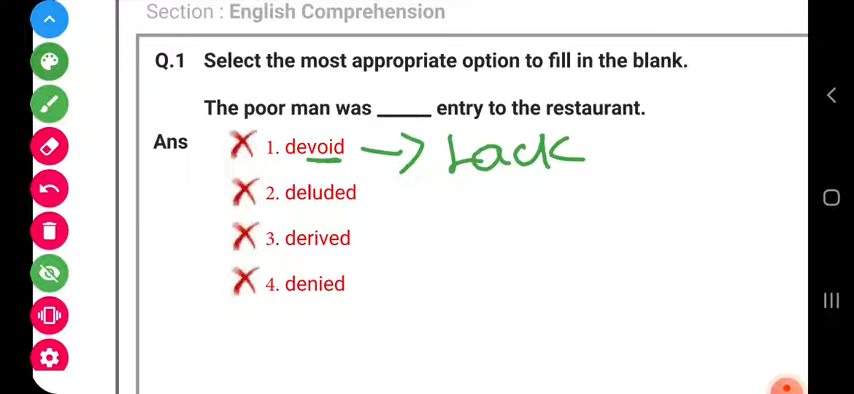 Section : English Comprehension
Q.1 Select the most appropriate option to fill in the blank.
The poor man was _____ entry to the restaurant.
Ans 1. devoid → Lack
2. deluded
3. derived
4. denied